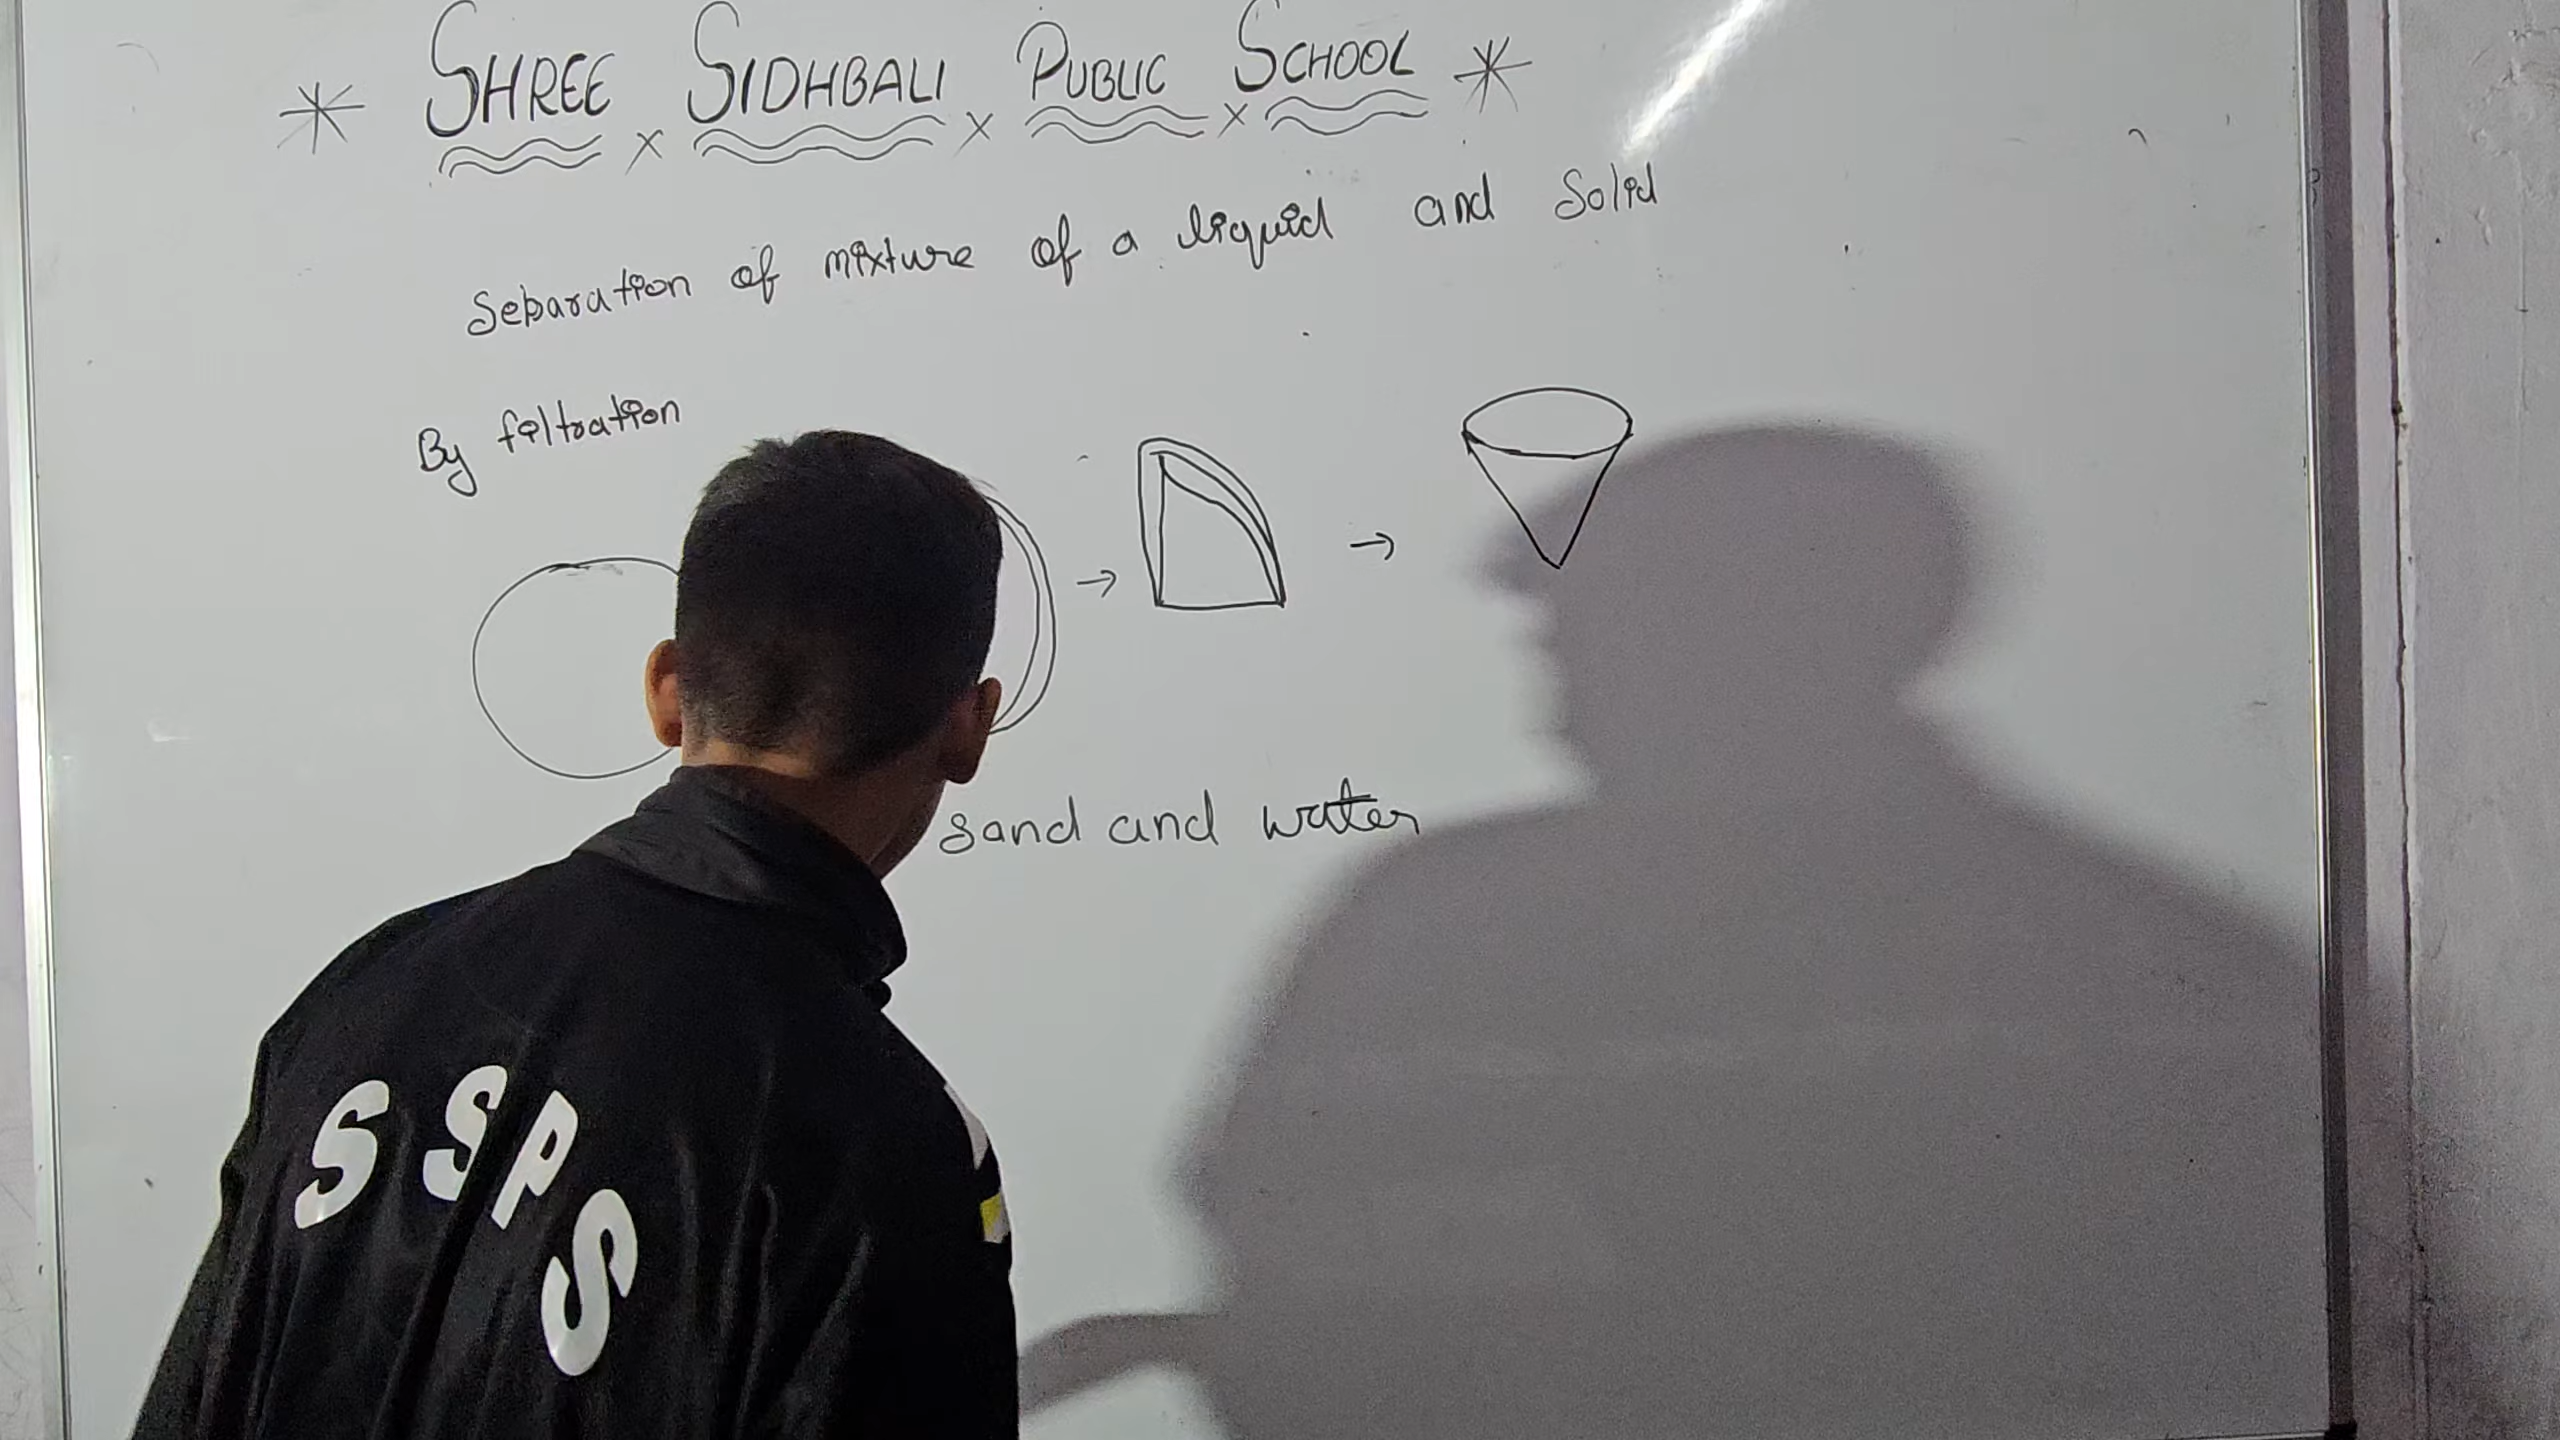 SHREE SIDHBALI PUBLIC SCHOOL
Separation of mixture of a liquid and Solid
By filtration
sand and water
SSPS